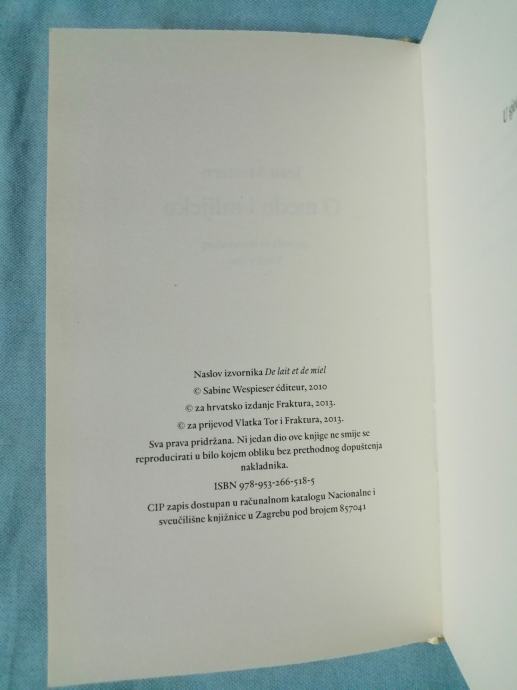 Naslov izvornika De lait et de miel
© Sabine Wespieser éditeur, 2010
© za hrvatsko izdanje Fraktura, 2013.
© za prijevod Vlatka Tor i Fraktura, 2013.
Sva prava pridržana. Ni jedan dio ove knjige ne smije se
reproducirati u bilo kojem obliku bez prethodnog dopuštenja
nakladnika.
ISBN 978-953-266-518-5
CIP zapis dostupan u računalnom katalogu Nacionalne i
sveučilišne knjižnice u Zagrebu pod brojem 857041